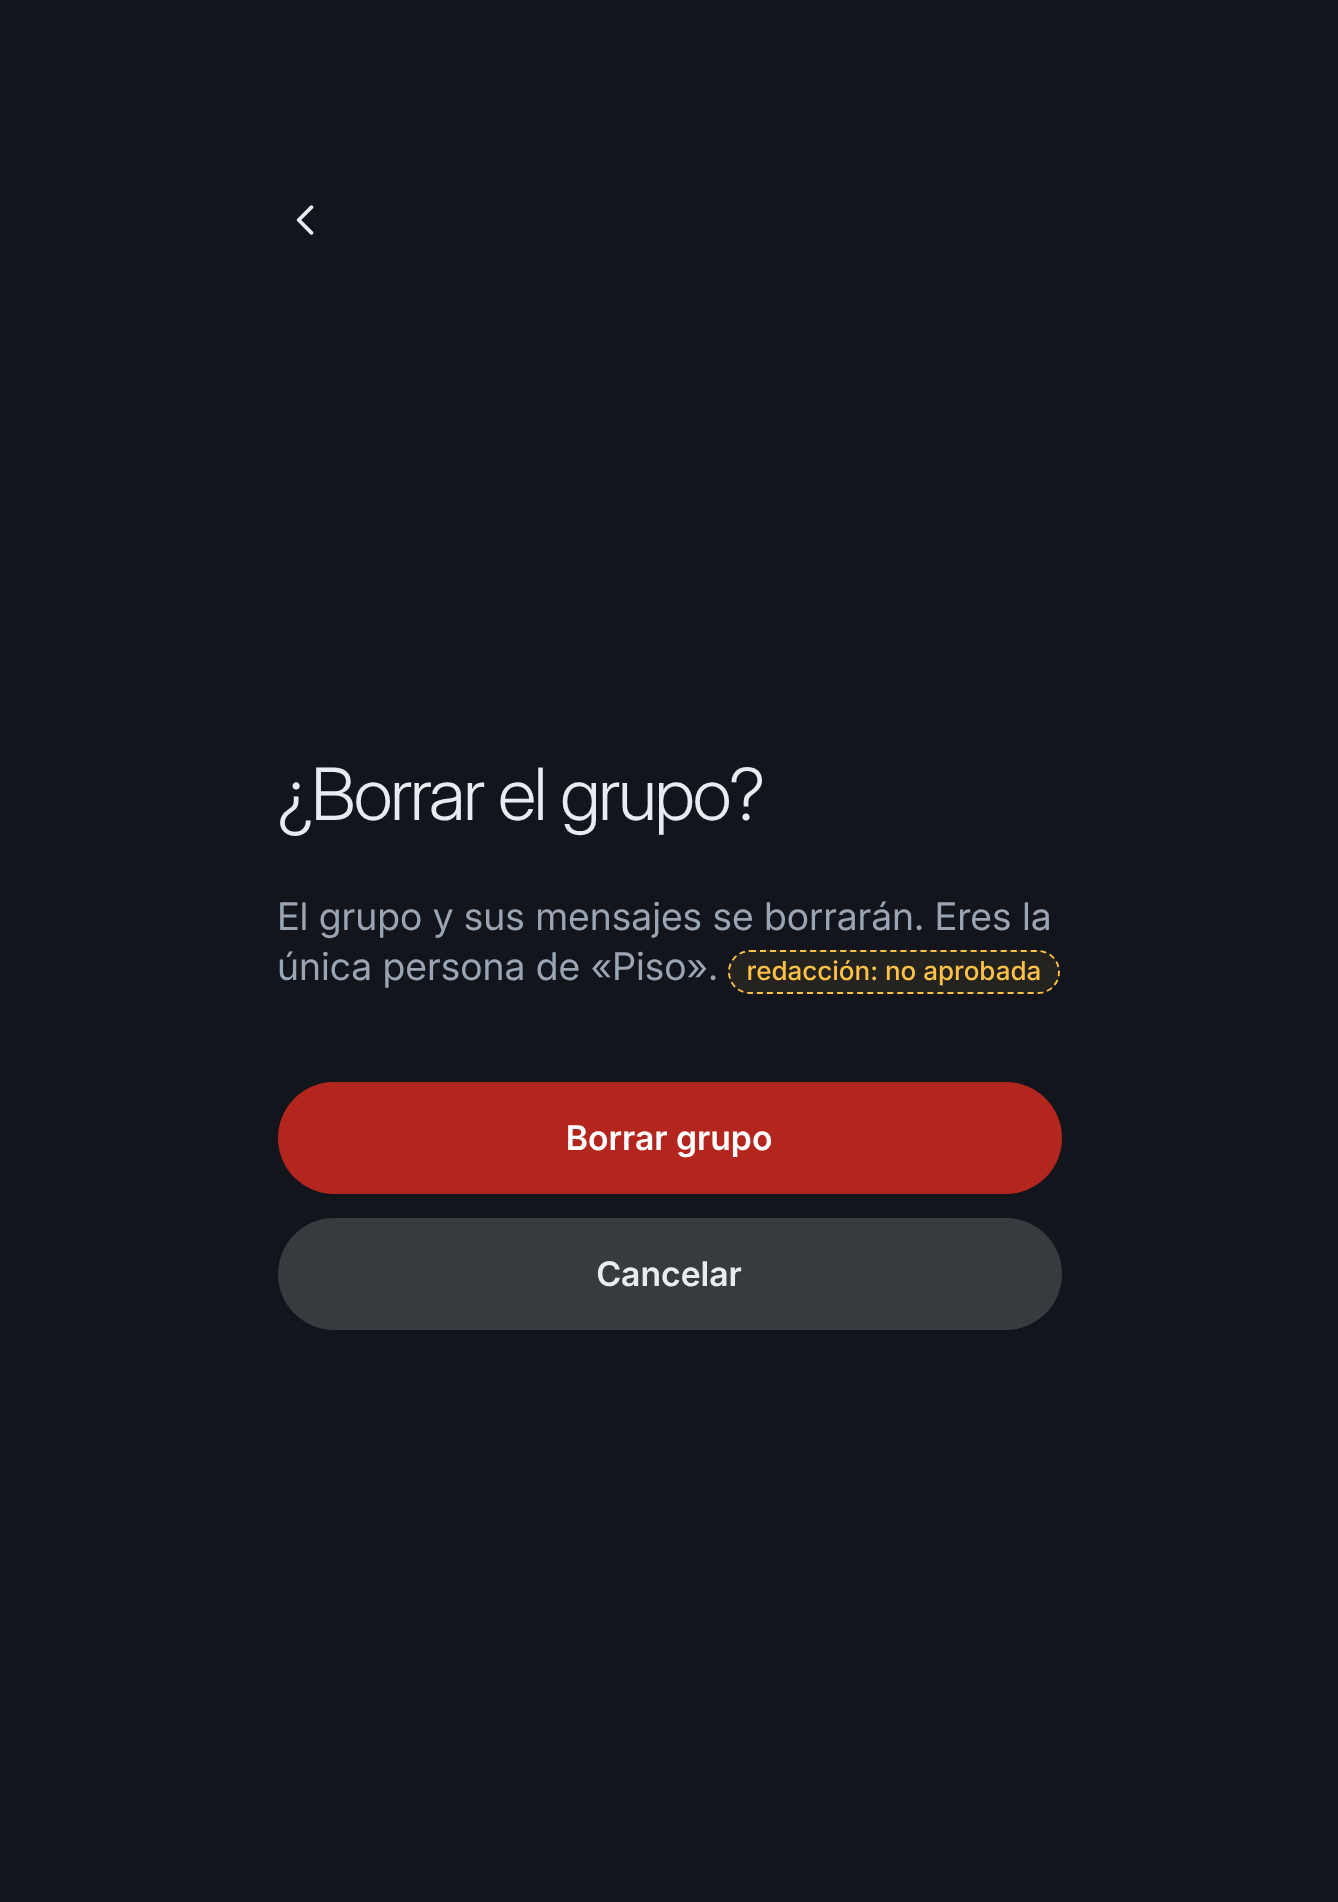 ¿Borrar el grupo?
El grupo y sus mensajes se borrarán. Eres la
única persona de «Piso». redacción: no aprobada
Borrar grupo
Cancelar